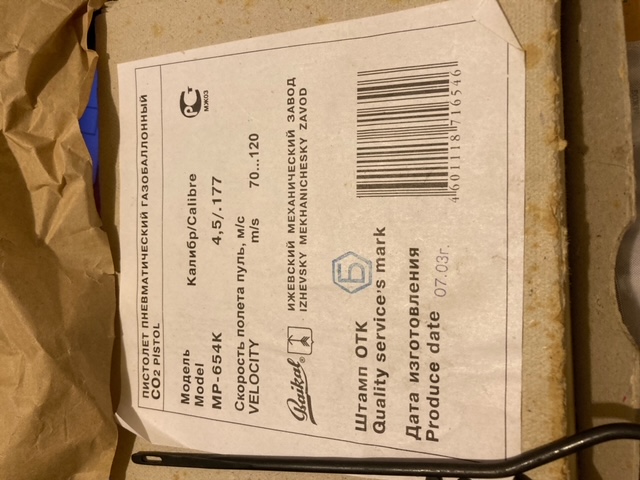 ПИСТОЛЕТ ПНЕВМАТИЧЕСКИЙ ГАЗОБАЛЛОННЫЙ
CO2 PISTOL
Модель
Model
Калибр/Calibre
MP-654K
4,5/.177
РСТ
МЖ03
Скорость полета пуль, м/с
VELOCITY
m/s
70...120
Baikal®
ИЖЕВСКИЙ МЕХАНИЧЕСКИЙ ЗАВОД
IZHEVSKY MEKHANICHESKY ZAVOD
Штамп ОТК
Quality service's mark
Б
Дата изготовления
Produce date
07.03г.
4601118716546